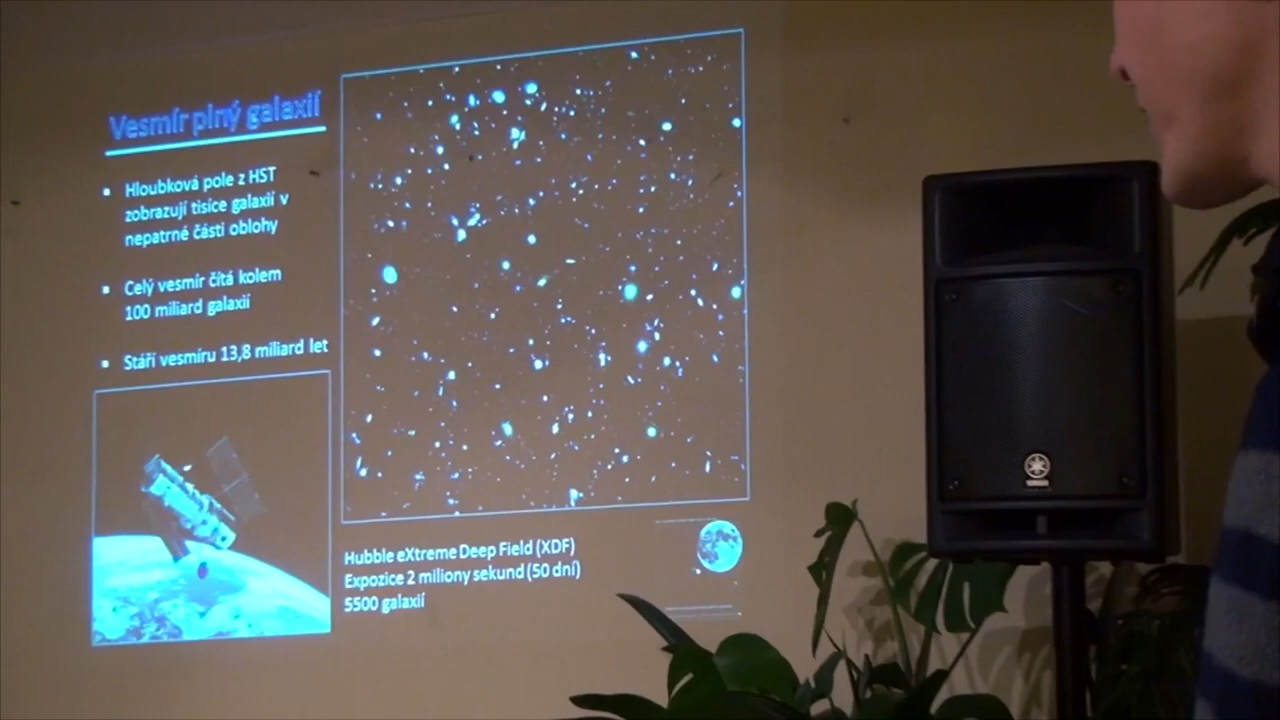 Vesmír plný galaxií
Hloubková pole z HST
zobrazují tisíce galaxií v
nepatrné části oblohy
Celý vesmír čítá kolem
100 miliard galaxií
Stáří vesmíru 13,8 miliard let
Hubble eXtreme Deep Field (XDF)
Expozice 2 miliony sekund (50 dní)
5500 galaxií
YAMAHA